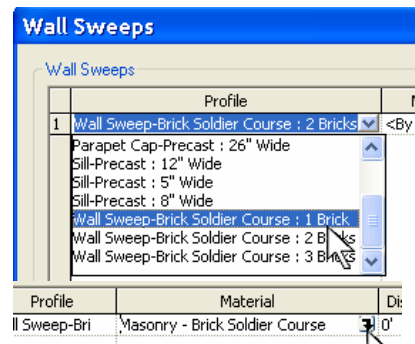 Wall Sweeps
Wall Sweeps
Profile
1 Wall Sweep-Brick Soldier Course : 2 Bricks <By
Parapet Cap-Precast : 26" Wide
Sill-Precast : 12" Wide
Sill-Precast : 5" Wide
Sill-Precast : 8" Wide
Wall Sweep-Brick Soldier Course : 1 Brick
Wall Sweep-Brick Soldier Course : 2 Bricks
Wall Sweep-Brick Soldier Course : 3 Bricks
Profile Material Di
ll Sweep-Bri Masonry - Brick Soldier Course 0'